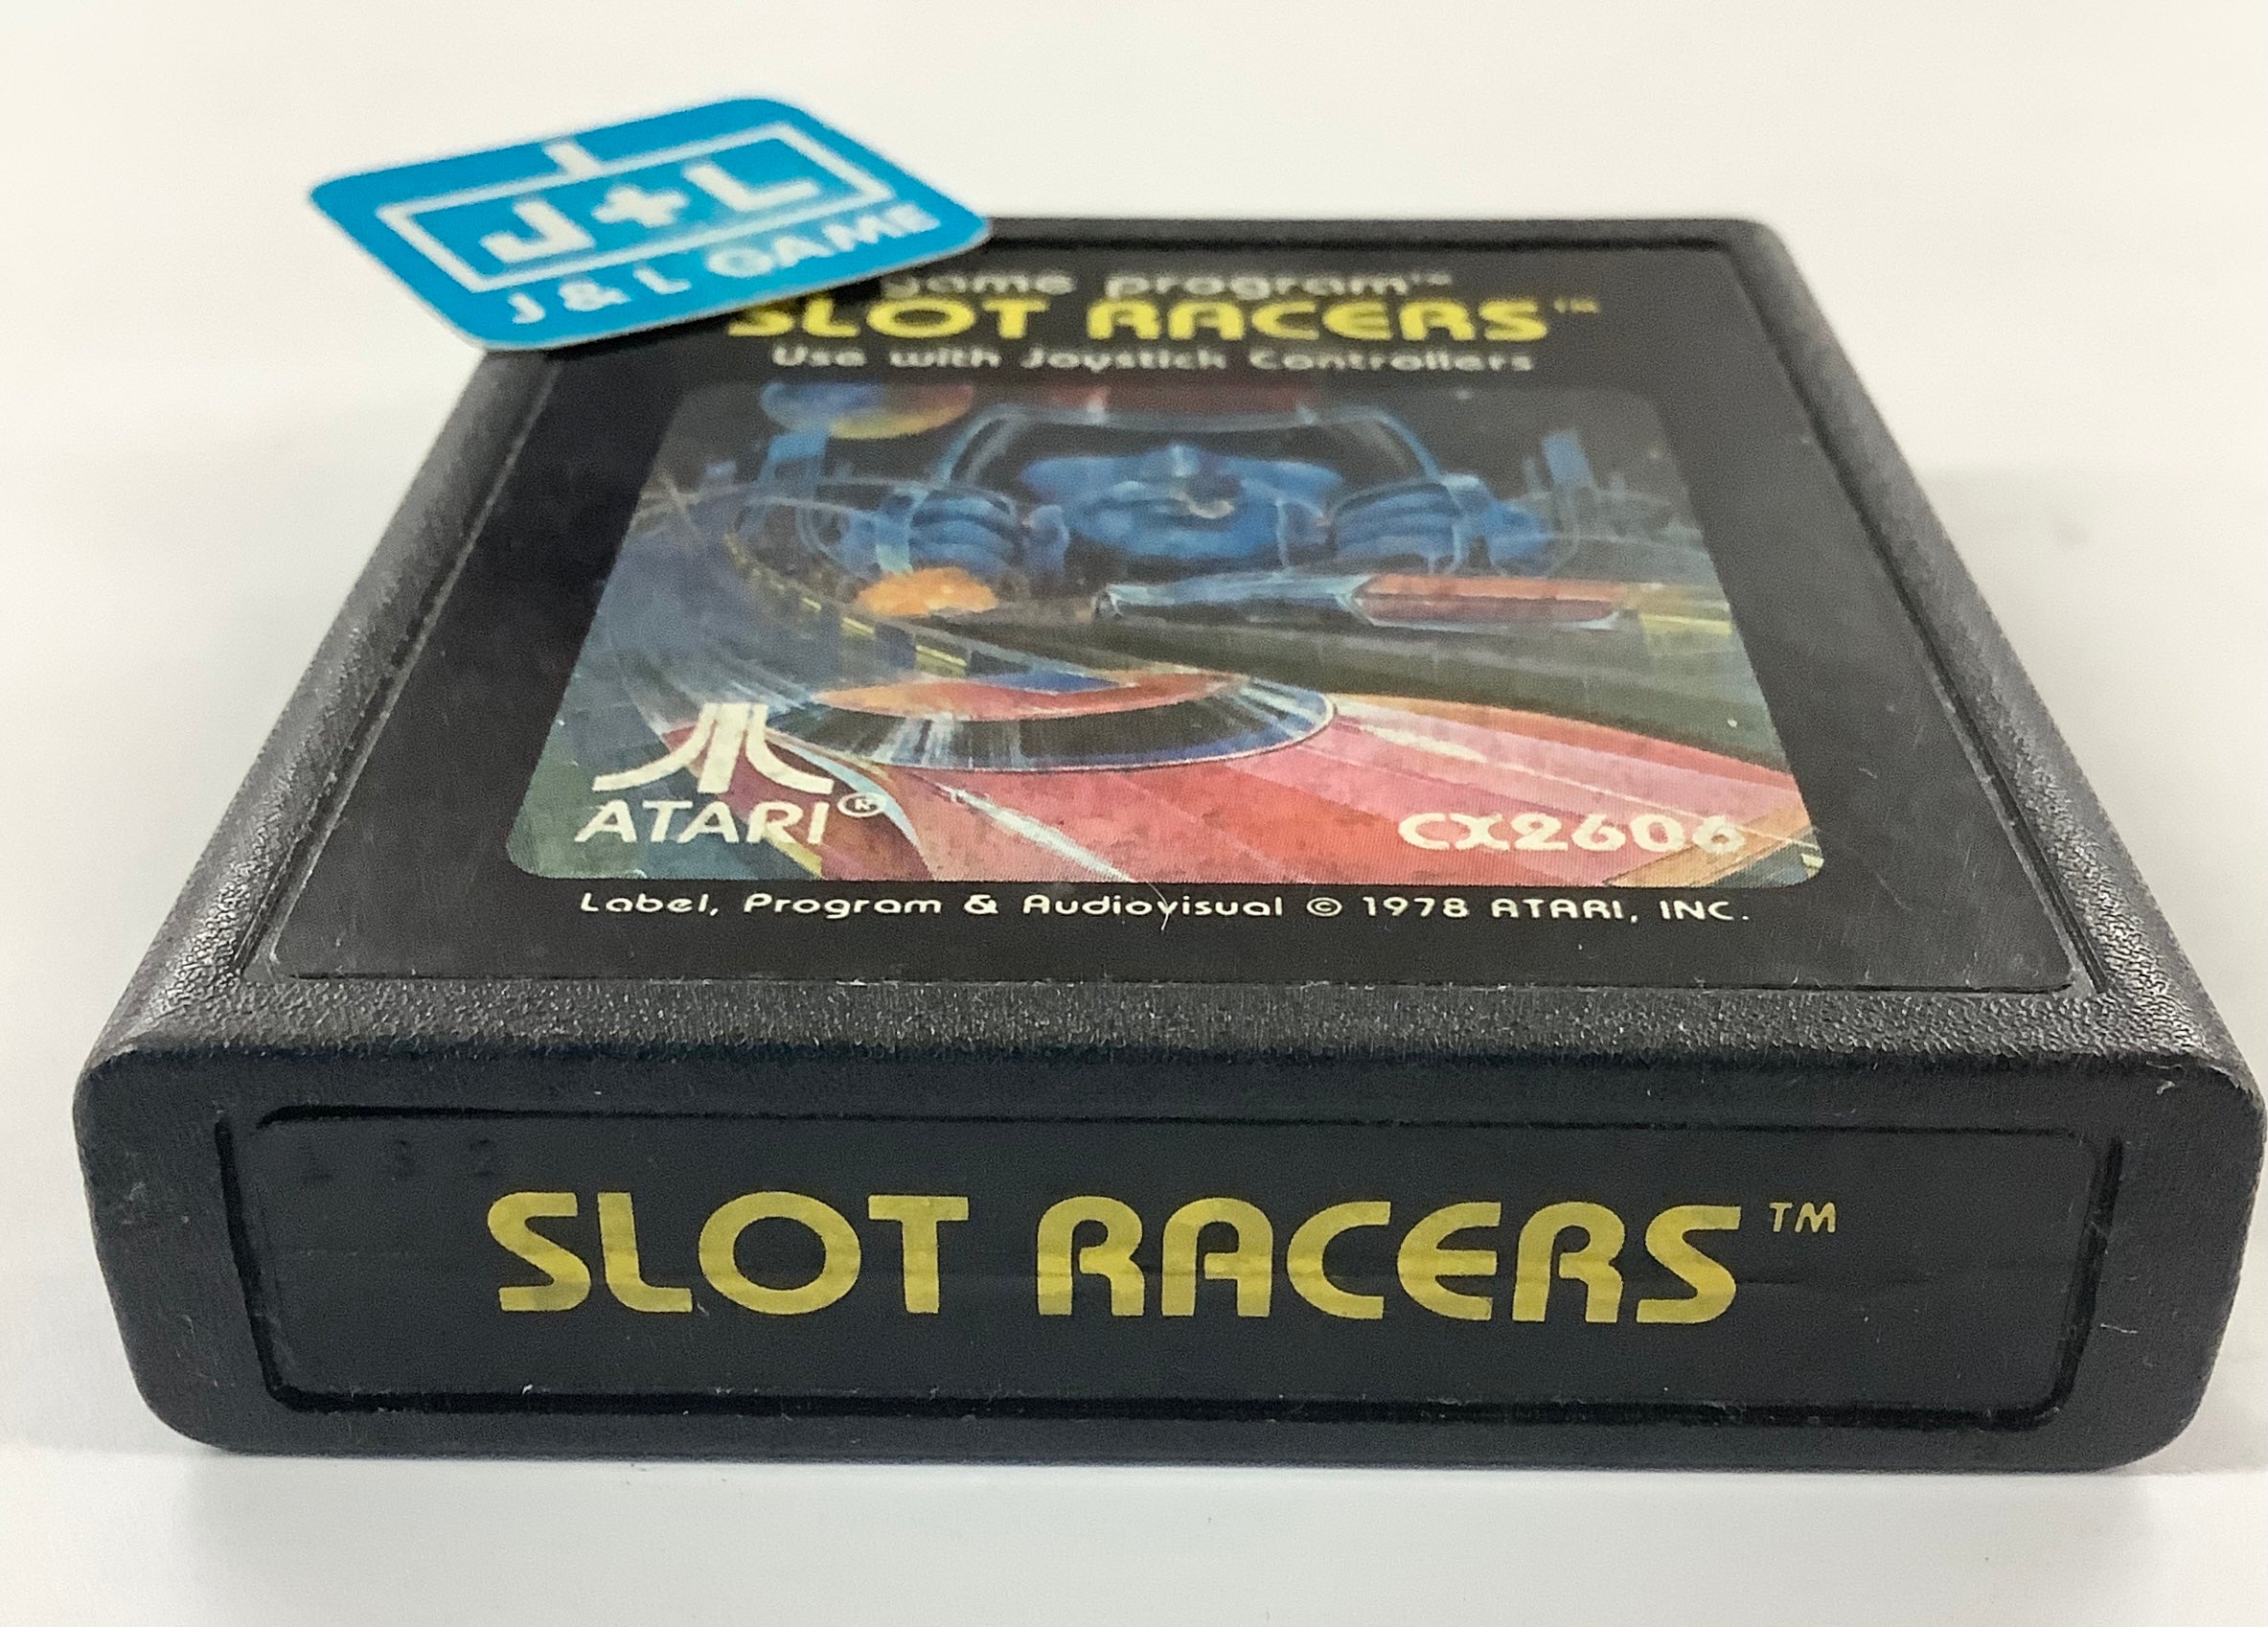 J+L
J & L GAME
game program™
SLOT RACERS™
Use with Joystick Controllers
ATARI®
CX2606
Label, Program & Audiovisual © 1978 ATARI, INC.
SLOT RACERS™